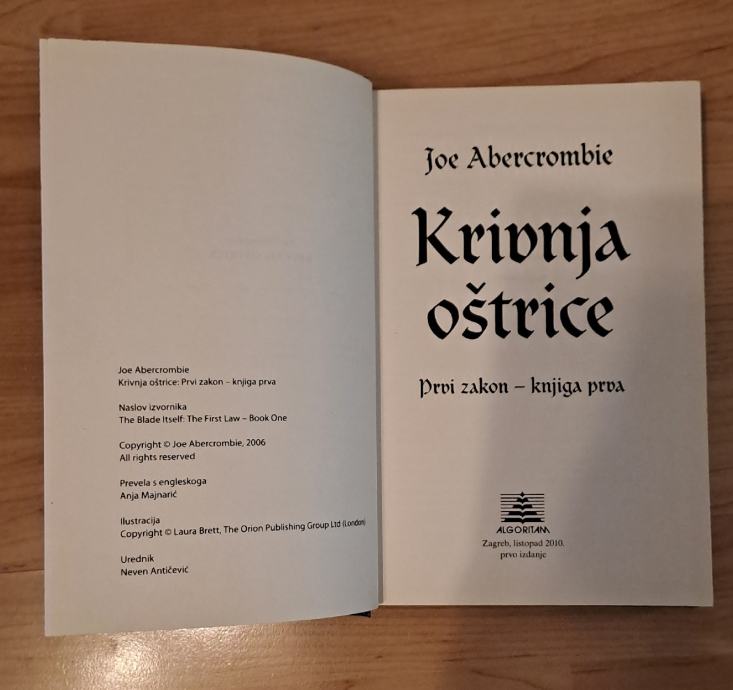 Joe Abercrombie
Krivnja oštrice: Prvi zakon – knjiga prva
Naslov izvornika
The Blade Itself: The First Law – Book One
Copyright © Joe Abercrombie, 2006
All rights reserved
Prevela s engleskoga
Anja Majnarić
Ilustracija
Copyright © Laura Brett, The Orion Publishing Group Ltd (London)
Urednik
Neven Antičević
Joe Abercrombie
Krivnja
oštrice
Prvi zakon – knjiga prva
ALGORITAM
Zagreb, listopad 2010.
prvo izdanje